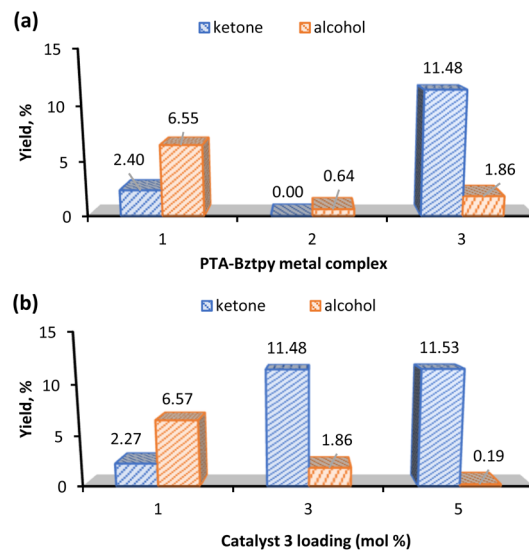 (a)
ketone alcohol
15
11.48
10
6.55
5
2.40
1.86
0.00 0.64
0
1 2 3
Yield, %
PTA-Bztpy metal complex
(b)
ketone alcohol
15
11.48 11.53
10
6.57
5
2.27
1.86
0.19
0
1 3 5
Yield, %
Catalyst 3 loading (mol %)